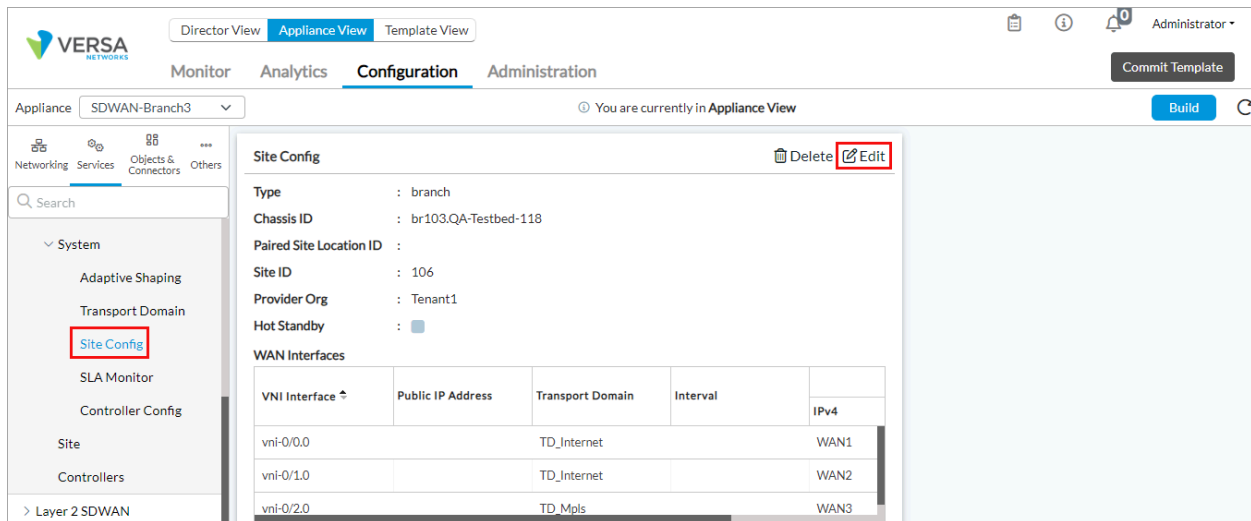 VERSA
NETWORKS
Director View Appliance View Template View
0
Administrator
Monitor Analytics Configuration Administration
Commit Template
Appliance SDWAN-Branch3
You are currently in Appliance View
Build
Networking Services Objects & Connectors Others
Search
System
Adaptive Shaping
Transport Domain
Site Config
SLA Monitor
Controller Config
Site
Controllers
Layer 2 SDWAN
Site Config
Delete Edit
Type : branch
Chassis ID : br103.QA-Testbed-118
Paired Site Location ID :
Site ID : 106
Provider Org : Tenant1
Hot Standby :
WAN Interfaces
VNI Interface Public IP Address Transport Domain Interval
IPv4
vni-0/0.0 TD_Internet WAN1
vni-0/1.0 TD_Internet WAN2
vni-0/2.0 TD_Mpls WAN3